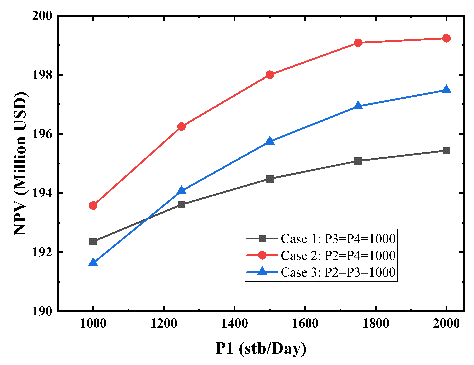 200
198
196
194
192
190
NPV (Million USD)
Case 1: P3=P4=1000
Case 2: P2=P4=1000
Case 3: P2=P3=1000
1000 1200 1400 1600 1800 2000
P1 (stb/Day)